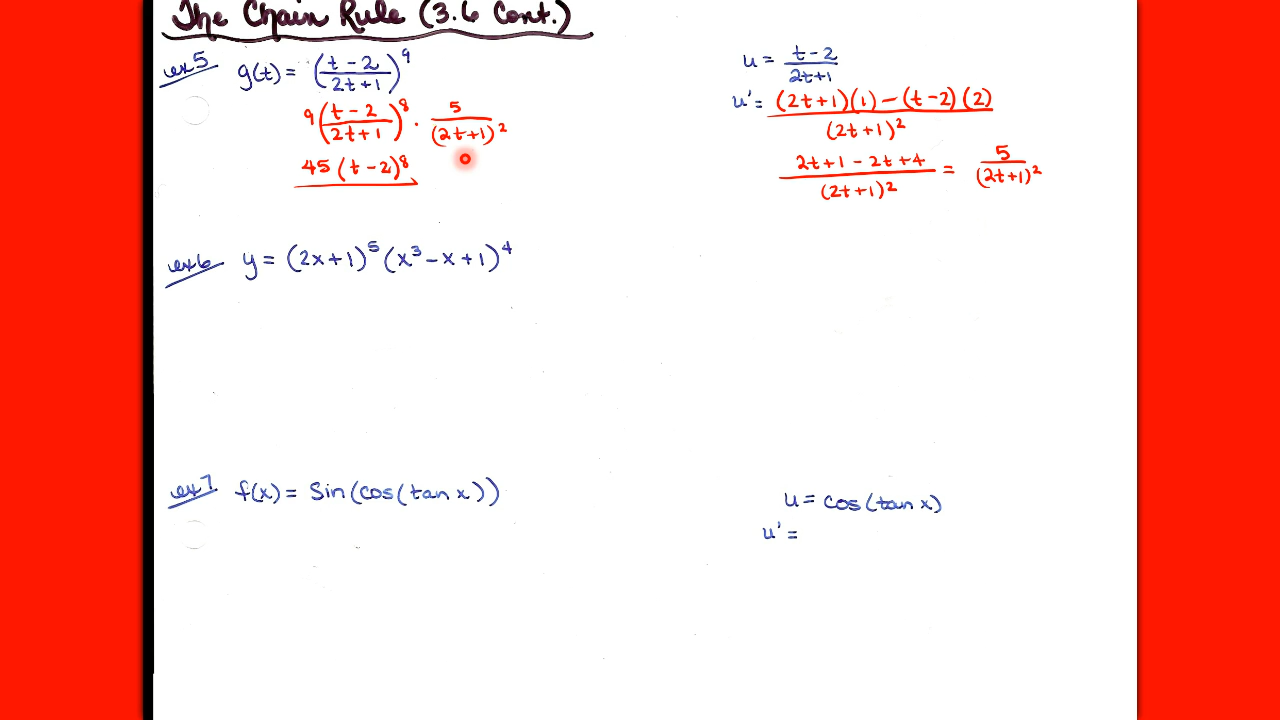 The Chain Rule (3.6 Cont.)
ex5 g(t) = ((t-2)/(2t+1))^9
9((t-2)/(2t+1))^8 · 5/(2t+1)^2
45(t-2)^8
u = (t-2)/(2t+1)
u' = ((2t+1)(1) - (t-2)(2))/(2t+1)^2
(2t+1-2t+4)/(2t+1)^2 = 5/(2t+1)^2
ex6 y = (2x+1)^5 (x^3-x+1)^4
ex7 f(x) = Sin(cos(tan x))
u = cos(tan x)
u' =